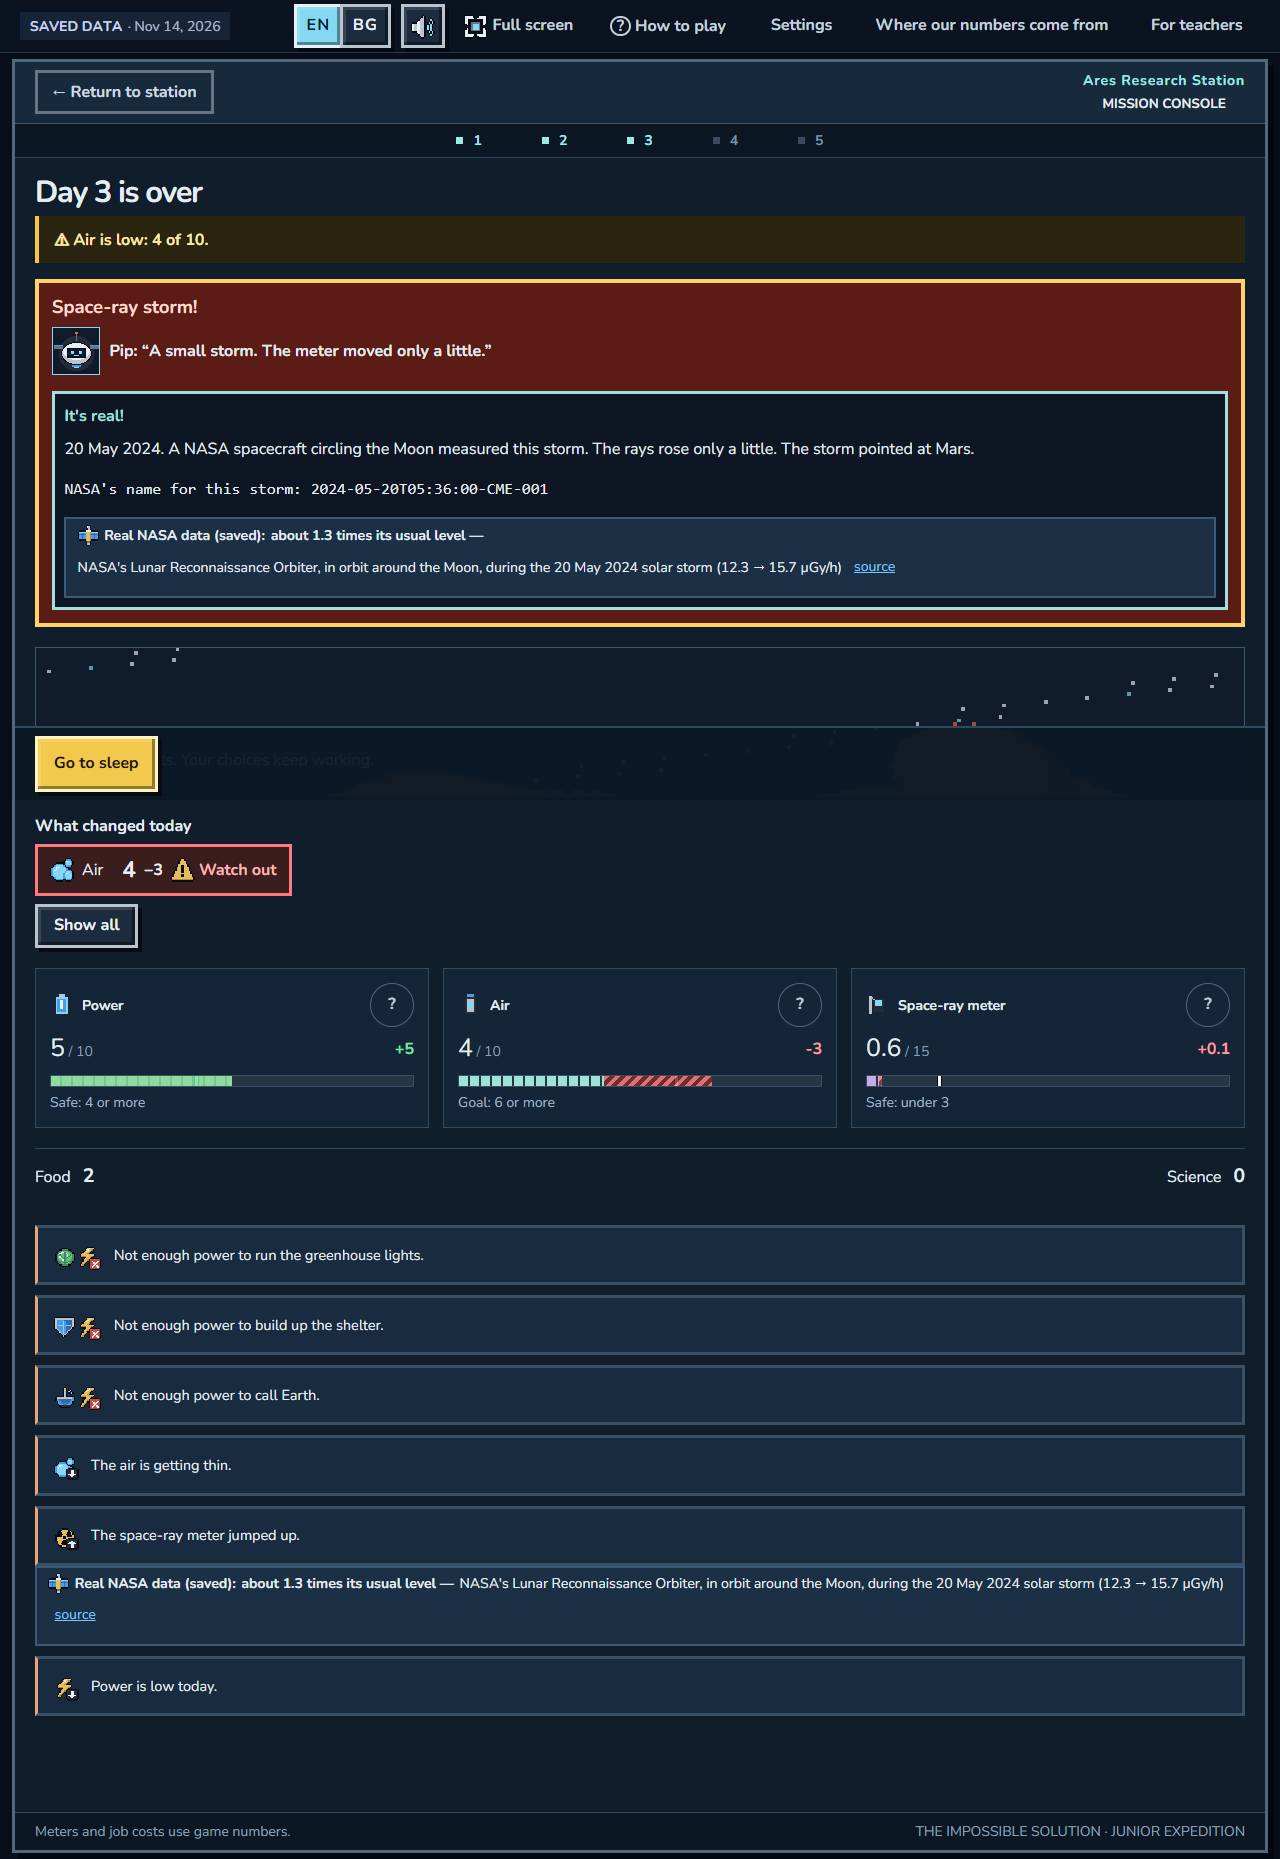 SAVED DATA · Nov 14, 2026
EN
BG
Full screen
? How to play
Settings
Where our numbers come from
For teachers
← Return to station
Ares Research Station
MISSION CONSOLE
1
2
3
4
5
Day 3 is over
⚠ Air is low: 4 of 10.
Space-ray storm!
Pip: “A small storm. The meter moved only a little.”
It's real!
20 May 2024. A NASA spacecraft circling the Moon measured this storm. The rays rose only a little. The storm pointed at Mars.
NASA's name for this storm: 2024-05-20T05:36:00-CME-001
Real NASA data (saved): about 1.3 times its usual level —
NASA's Lunar Reconnaissance Orbiter, in orbit around the Moon, during the 20 May 2024 solar storm (12.3 → 15.7 µGy/h) source
Go to sleep
Your choices keep working.
What changed today
Air 4 −3 Watch out
Show all
Power
?
5 / 10
+5
Safe: 4 or more
Air
?
4 / 10
-3
Goal: 6 or more
Space-ray meter
?
0.6 / 15
+0.1
Safe: under 3
Food 2
Science 0
Not enough power to run the greenhouse lights.
Not enough power to build up the shelter.
Not enough power to call Earth.
The air is getting thin.
The space-ray meter jumped up.
Real NASA data (saved): about 1.3 times its usual level — NASA's Lunar Reconnaissance Orbiter, in orbit around the Moon, during the 20 May 2024 solar storm (12.3 → 15.7 µGy/h)
source
Power is low today.
Meters and job costs use game numbers.
THE IMPOSSIBLE SOLUTION · JUNIOR EXPEDITION